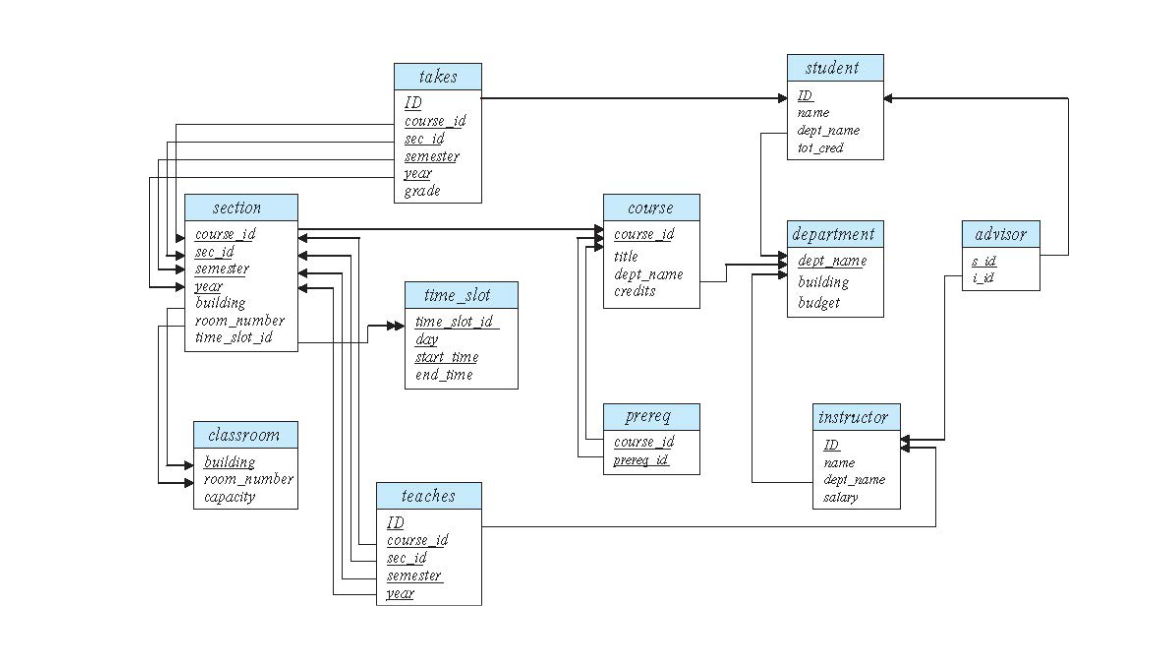 takes
ID
course_id
sec_id
semester
year
grade
student
ID
name
dept_name
tot_cred
section
course_id
sec_id
semester
year
building
room_number
time_slot_id
course
course_id
title
dept_name
credits
department
dept_name
building
budget
advisor
s_id
i_id
time_slot
time_slot_id
day
start_time
end_time
prereq
course_id
prereq_id
instructor
ID
name
dept_name
salary
classroom
building
room_number
capacity
teaches
ID
course_id
sec_id
semester
year